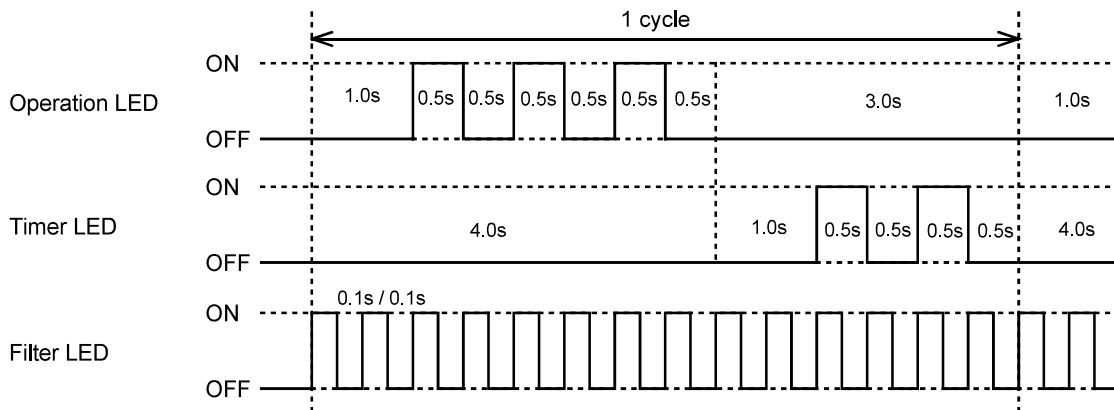 1 cycle
ON
Operation LED
1.0s 0.5s 0.5s 0.5s 0.5s 0.5s 0.5s 3.0s 1.0s
OFF
ON
Timer LED
4.0s 1.0s 0.5s 0.5s 0.5s 0.5s 4.0s
OFF
0.1s / 0.1s
ON
Filter LED
OFF